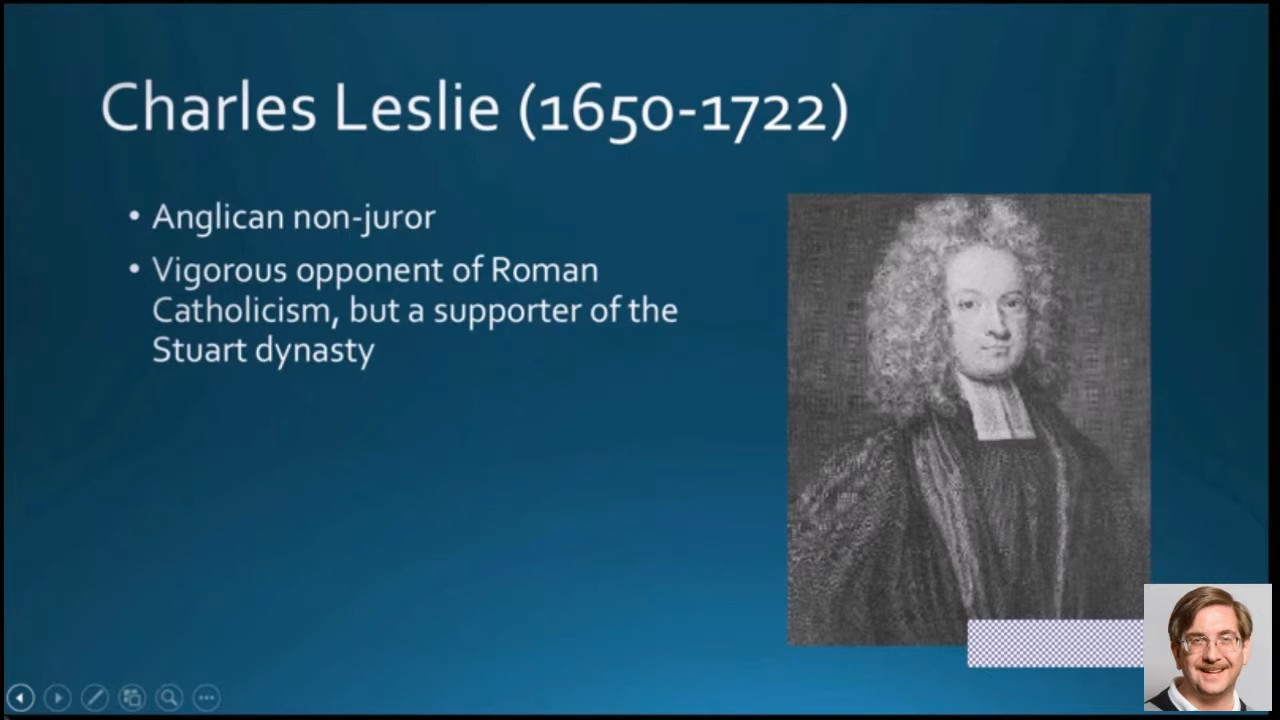 Charles Leslie (1650-1722)
• Anglican non-juror
• Vigorous opponent of Roman
Catholicism, but a supporter of the
Stuart dynasty